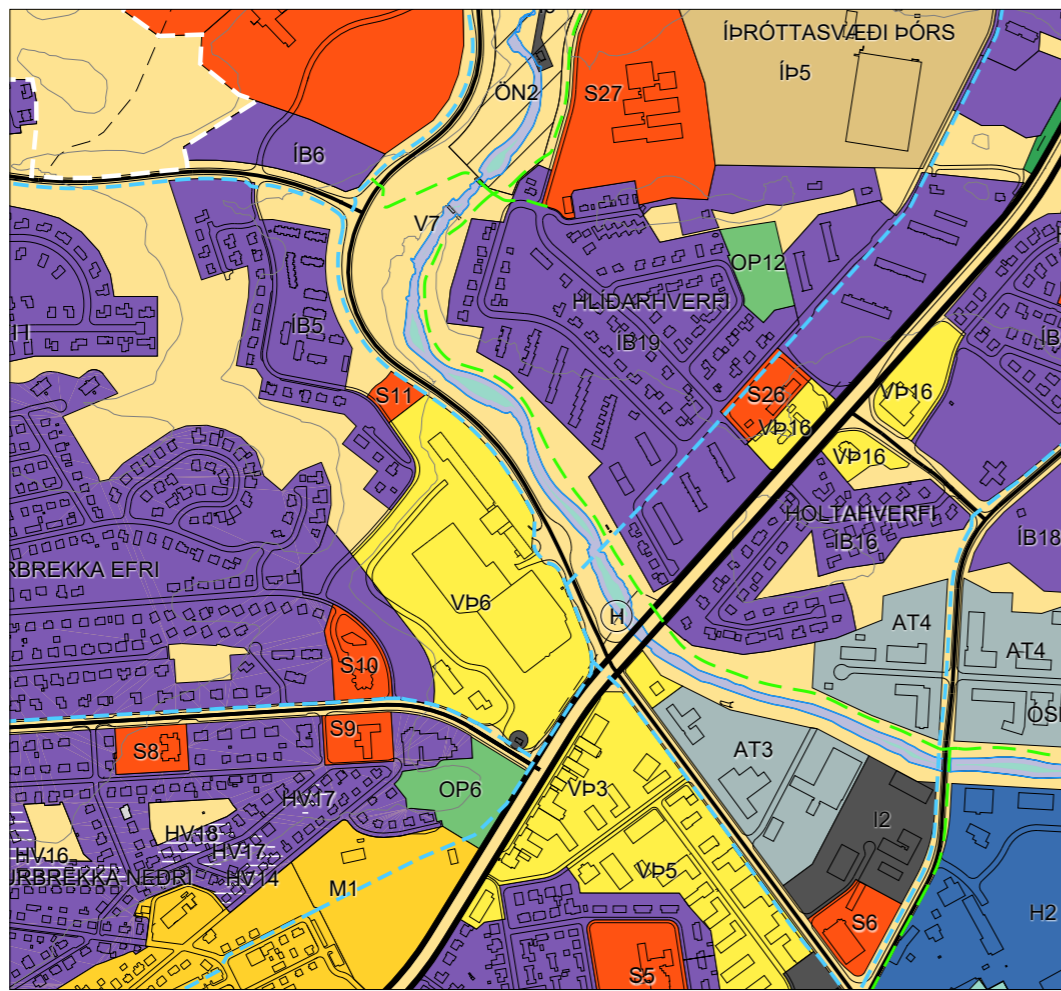 ÍÞRÓTTASVÆÐI ÞÓRS
ÍÞ5
ÖN2
S27
ÍB6
V7
OP12
HLÍÐARHVERFI
ÍB5
ÍB19
S11
S26
VÞ16
VÞ16
VÞ16
HOLTAHVERFI
ÍB16
ÍB18
RBREKKA EFRI
VÞ6
H
AT4
AT4
S10
S9
S8
AT3
OP6
VÞ3
HV17
I2
HV18
HV17
HV16
HV14
URBREKKA NEÐRI
M1
VÞ5
S6
H2
S5